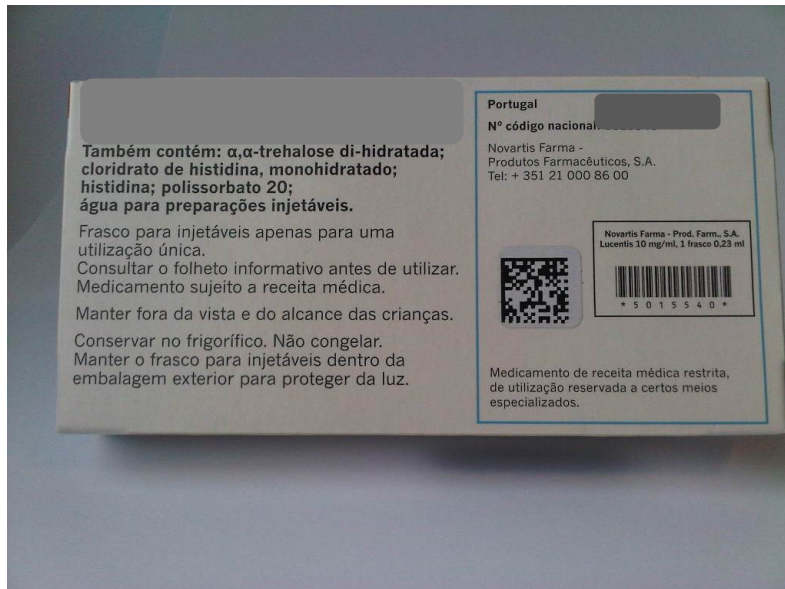 Também contém: α,α-trehalose di-hidratada;
cloridrato de histidina, monohidratado;
histidina; polissorbato 20;
água para preparações injetáveis.
Frasco para injetáveis apenas para uma
utilização única.
Consultar o folheto informativo antes de utilizar.
Medicamento sujeito a receita médica.
Manter fora da vista e do alcance das crianças.
Conservar no frigorífico. Não congelar.
Manter o frasco para injetáveis dentro da
embalagem exterior para proteger da luz.
Portugal
Nº código nacional:
Novartis Farma -
Produtos Farmacêuticos, S.A.
Tel: + 351 21 000 86 00
Novartis Farma - Prod. Farm., S.A.
Lucentis 10 mg/ml, 1 frasco 0,23 ml
* 5 0 1 5 5 4 0 *
Medicamento de receita médica restrita,
de utilização reservada a certos meios
especializados.